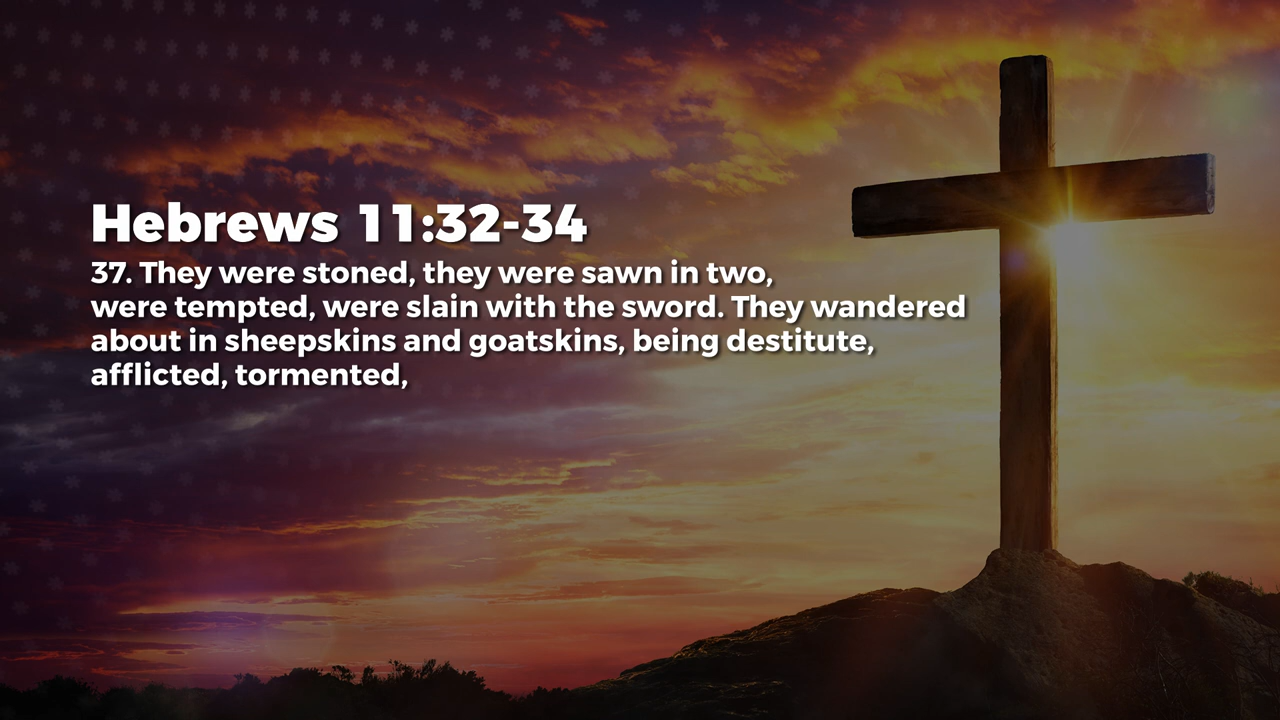 Hebrews 11:32-34
37. They were stoned, they were sawn in two,
were tempted, were slain with the sword. They wandered
about in sheepskins and goatskins, being destitute,
afflicted, tormented,